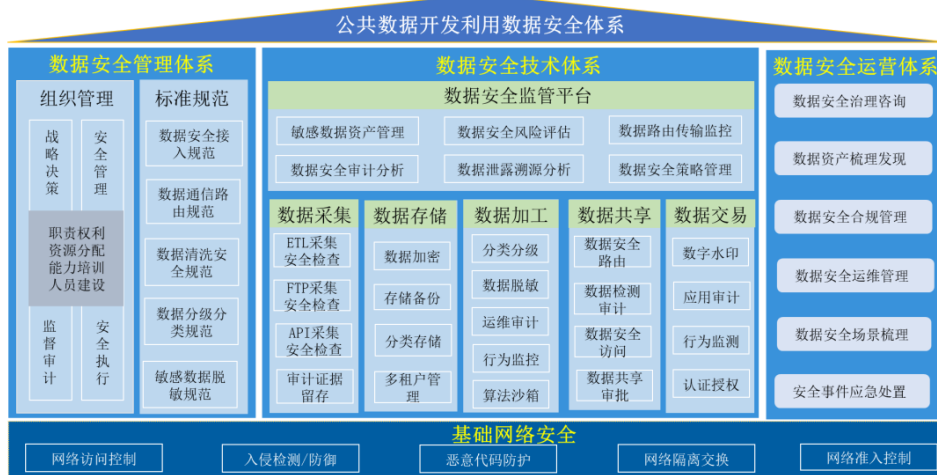 公共数据开发利用数据安全体系
数据安全管理体系
组织管理
战略决策
安全管理
职责权利
资源分配
能力培训
人员建设
监督审计
安全执行
标准规范
数据安全接
入规范
数据通信路
由规范
数据清洗安
全规范
数据分级分
类规范
敏感数据脱
敏规范
数据安全技术体系
数据安全监管平台
敏感数据资产管理
数据安全风险评估
数据路由传输监控
数据安全审计分析
数据泄露溯源分析
数据安全策略管理
数据采集
ETL采集
安全检查
FTP采集
安全检查
API采集
安全检查
审计证据
留存
数据存储
数据加密
存储备份
分类存储
多租户管
理
数据加工
分类分级
数据脱敏
运维审计
行为监控
算法沙箱
数据共享
数据安全
路由
数据检测
审计
数据安全
访问
数据共享
审批
数据交易
数字水印
应用审计
行为监测
认证授权
数据安全运营体系
数据安全治理咨询
数据资产梳理发现
数据安全合规管理
数据安全运维管理
数据安全场景梳理
安全事件应急处置
基础网络安全
网络访问控制
入侵检测/防御
恶意代码防护
网络隔离交换
网络准入控制